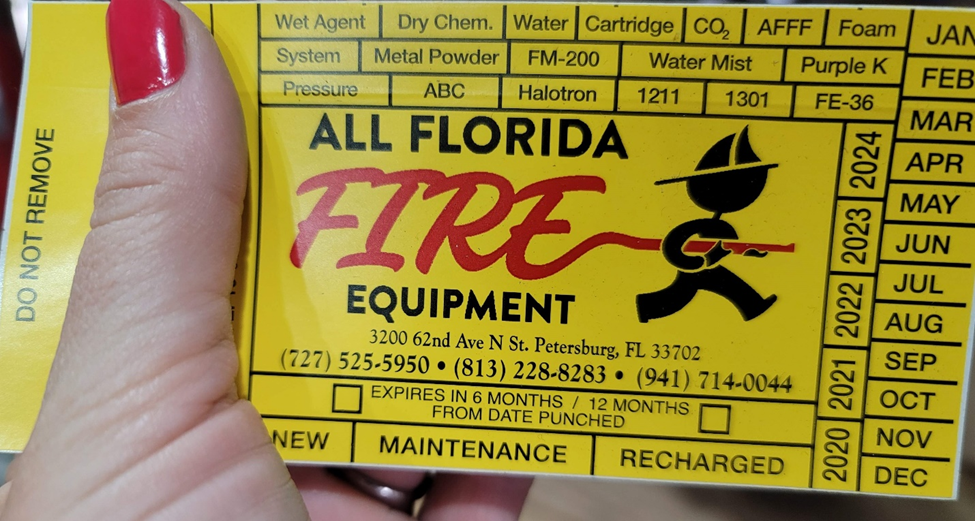 DO NOT REMOVE
Wet Agent Dry Chem. Water Cartridge CO₂ AFFF Foam
System Metal Powder FM-200 Water Mist Purple K
Pressure ABC Halotron 1211 1301 FE-36
ALL FLORIDA
FIRE
EQUIPMENT
3200 62nd Ave N St. Petersburg, FL 33702
(727) 525-5950 • (813) 228-8283 • (941) 714-0044
EXPIRES IN 6 MONTHS / 12 MONTHS
FROM DATE PUNCHED
NEW MAINTENANCE RECHARGED
2024
2023
2022
2021
2020
JAN
FEB
MAR
APR
MAY
JUN
JUL
AUG
SEP
OCT
NOV
DEC